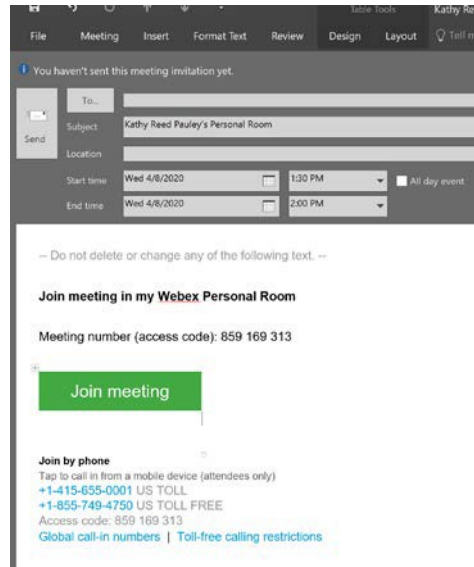 Table Tools
Kathy Re
File Meeting Insert Format Text Review Design Layout Tell
You haven't sent this meeting invitation yet.
To...
Send
Subject Kathy Reed Pauley's Personal Room
Location
Start time Wed 4/8/2020 1:30 PM All day event
End time Wed 4/8/2020 2:00 PM
-- Do not delete or change any of the following text. --
Join meeting in my Webex Personal Room
Meeting number (access code): 859 169 313
Join meeting
Join by phone
Tap to call in from a mobile device (attendees only)
+1-415-655-0001 US TOLL
+1-855-749-4750 US TOLL FREE
Access code: 859 169 313
Global call-in numbers | Toll-free calling restrictions